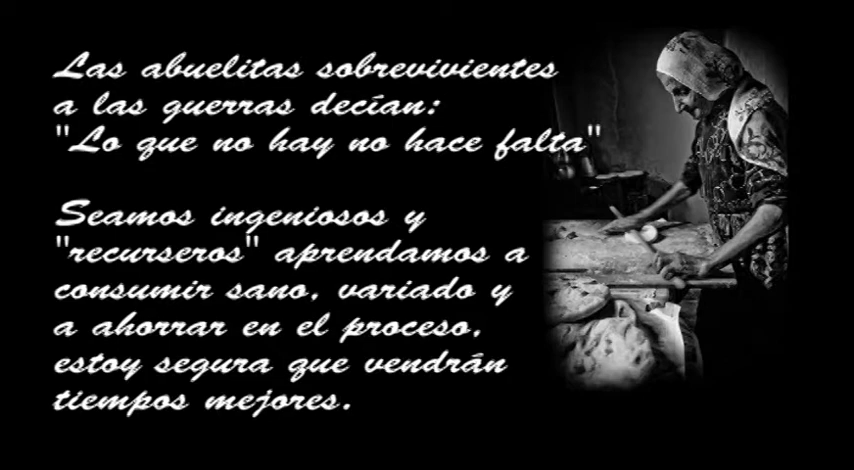 Las abuelitas sobrevivientes
a las guerras decían:
"Lo que no hay no hace falta"
Seamos ingeniosos y
"recurseros" aprendamos a
consumir sano, variado y
a ahorrar en el proceso,
estoy segura que vendrán
tiempos mejores.